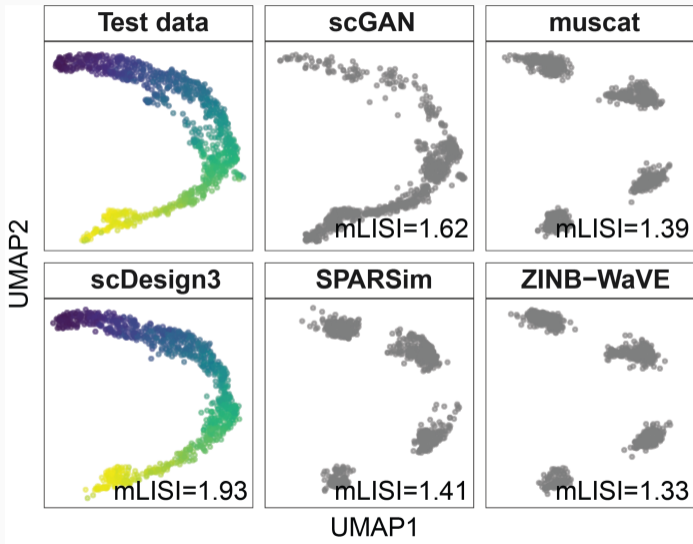 Test data
scGAN
muscat
mLISI=1.62
mLISI=1.39
UMAP2
scDesign3
SPARSim
ZINB−WaVE
mLISI=1.93
mLISI=1.41
mLISI=1.33
UMAP1